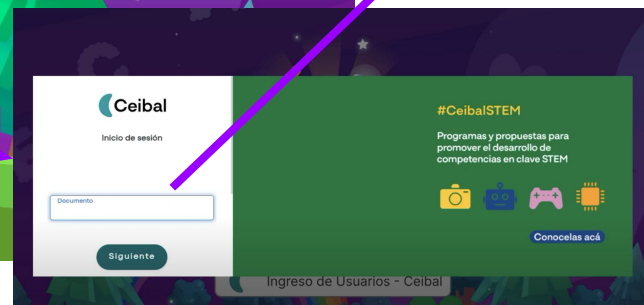 Ceibal
Inicio de sesión
Documento
Siguiente
#CeibalSTEM
Programas y propuestas para
promover el desarrollo de
competencias en clave STEM
Conocelas acá
Ingreso de Usuarios - Ceibal